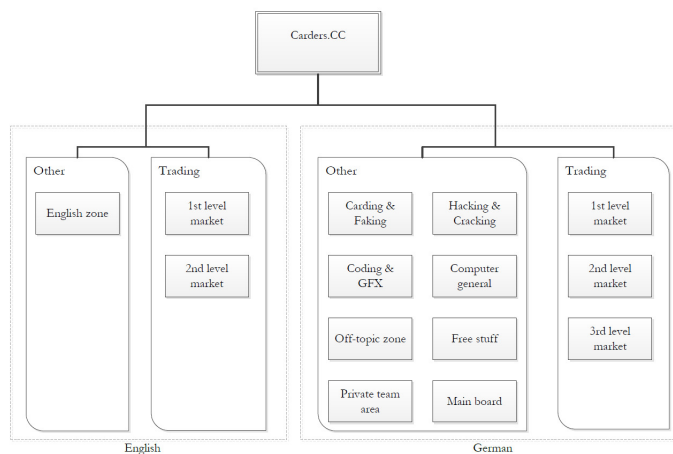 Carders.CC
Other
English zone
Trading
1st level
market
2nd level
market
English
Other
Carding &
Faking
Hacking &
Cracking
Coding &
GFX
Computer
general
Off-topic zone
Free stuff
Private team
area
Main board
Trading
1st level
market
2nd level
market
3rd level
market
German